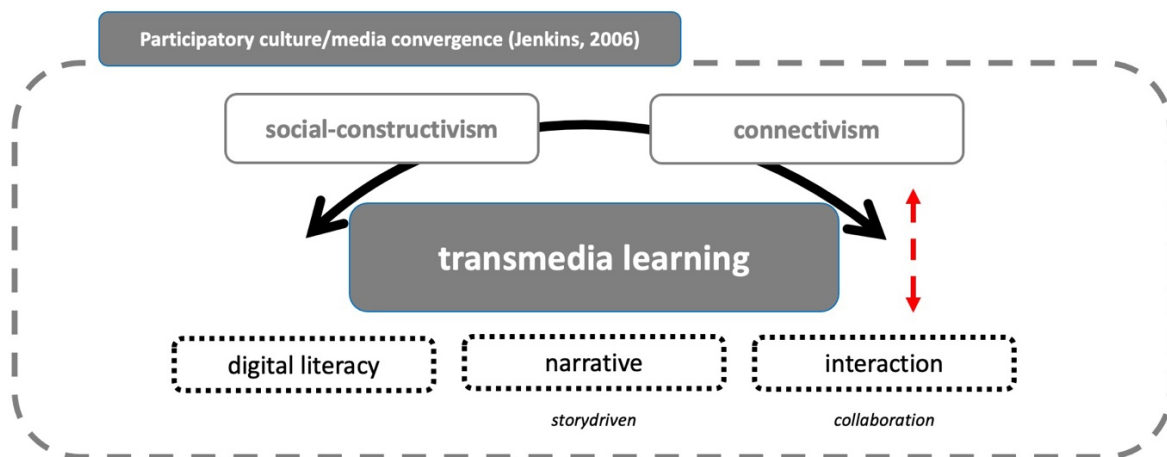 Participatory culture/media convergence (Jenkins, 2006)
social-constructivism
connectivism
transmedia learning
digital literacy
narrative
interaction
storydriven
collaboration